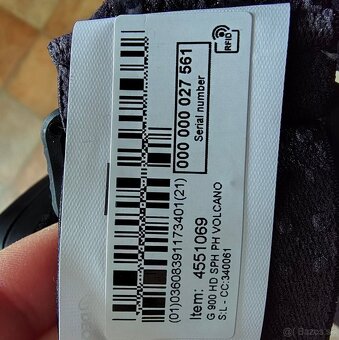 RFID
000 000 027 561
Serial number
(01)03608391173401(21)
Item: 4551069
G 900 HD SPH PH VOLCANO
S:L - CC:340061